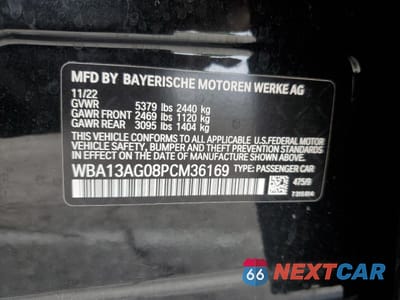 MFD BY BAYERISCHE MOTOREN WERKE AG
11/22
GVWR 5379 lbs 2440 kg
GAWR FRONT 2469 lbs 1120 kg
GAWR REAR 3095 lbs 1404 kg
THIS VEHICLE CONFORMS TO ALL APPLICABLE U.S.FEDERAL MOTOR
VEHICLE SAFETY, BUMPER AND THEFT PREVENTION STANDARDS IN
EFFECT ON THE DATE OF MANUFACTURE SHOWN ABOVE.
WBA13AG08PCM36169 TYPE: PASSENGER CAR
475/9
66 NEXTCAR